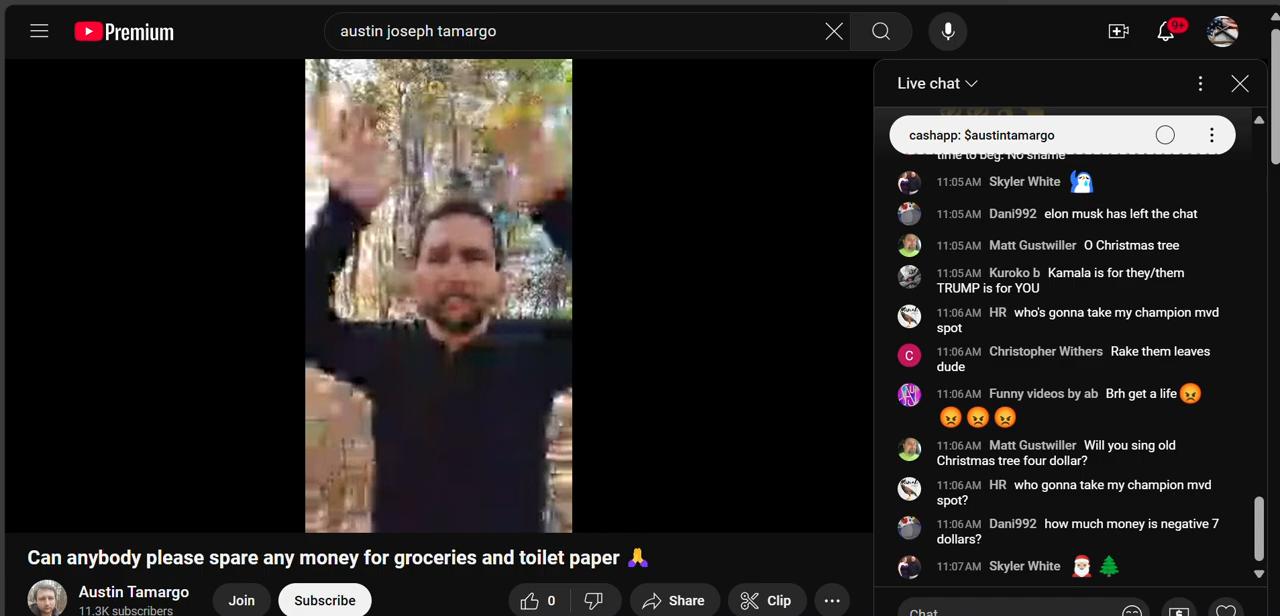 Premium
austin joseph tamargo
9+
Live chat
cashapp: $austintamargo
time to beg. No shame
11:05 AM Skyler White
11:05 AM Dani992 elon musk has left the chat
11:05 AM Matt Gustwiller O Christmas tree
11:05 AM Kuroko b Kamala is for they/them
TRUMP is for YOU
11:06 AM HR who's gonna take my champion mvd
spot
C
11:06 AM Christopher Withers Rake them leaves
dude
11:06 AM Funny videos by ab Brh get a life 😡
😡 😡 😡
11:06 AM Matt Gustwiller Will you sing old
Christmas tree four dollar?
11:06 AM HR who gonna take my champion mvd
spot?
11:06 AM Dani992 how much money is negative 7
dollars?
11:07 AM Skyler White 🎅 🎄
Chat
Can anybody please spare any money for groceries and toilet paper 🙏
Austin Tamargo
11.3K subscribers
Join
Subscribe
0
Share
Clip